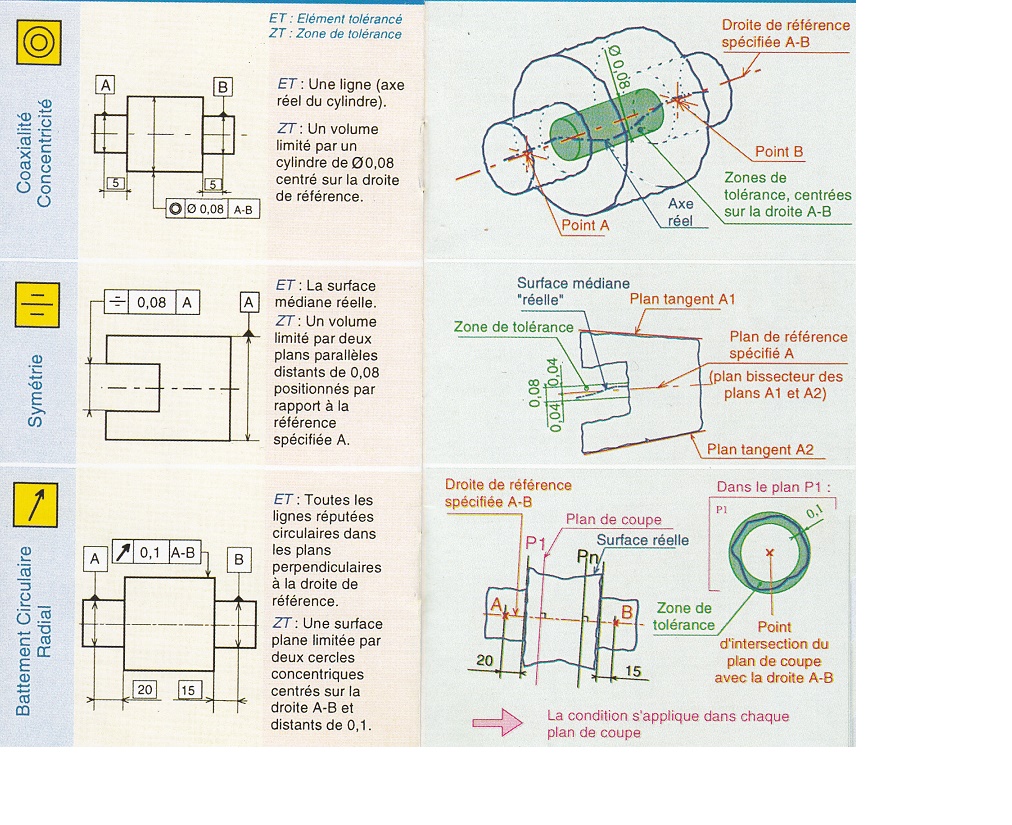 Coaxialité
Concentricité
ET : Elément tolérancé
ZT : Zone de tolérance
A
B
5
5
Ø 0,08 A-B
ET : Une ligne (axe
réel du cylindre).
ZT : Un volume
limité par un
cylindre de Ø0,08
centré sur la droite
de référence.
Droite de référence
spécifiée A-B
Ø 0,08
Point B
Zones de
tolérance, centrées
sur la droite A-B
Axe
réel
Point A
Symétrie
0,08 A
A
ET : La surface
médiane réelle.
ZT : Un volume
limité par deux
plans parallèles
distants de 0,08
positionnés par
rapport à la
référence
spécifiée A.
Surface médiane
"réelle"
Plan tangent A1
Zone de tolérance
Plan de référence
spécifié A
(plan bissecteur des
plans A1 et A2)
0,08
0,04
0,04
Plan tangent A2
Battement Circulaire
Radial
A
0,1 A-B
B
20
15
ET : Toutes les
lignes réputées
circulaires dans
les plans
perpendiculaires
à la droite de
référence.
ZT : Une surface
plane limitée par
deux cercles
concentriques
centrés sur la
droite A-B et
distants de 0,1.
Droite de référence
spécifiée A-B
Plan de coupe
P1
Surface réelle
Pn
A
B
20
15
Dans le plan P1 :
P1
0,1
Zone de
tolérance
Point
d'intersection du
plan de coupe
avec la droite A-B
La condition s'applique dans chaque
plan de coupe